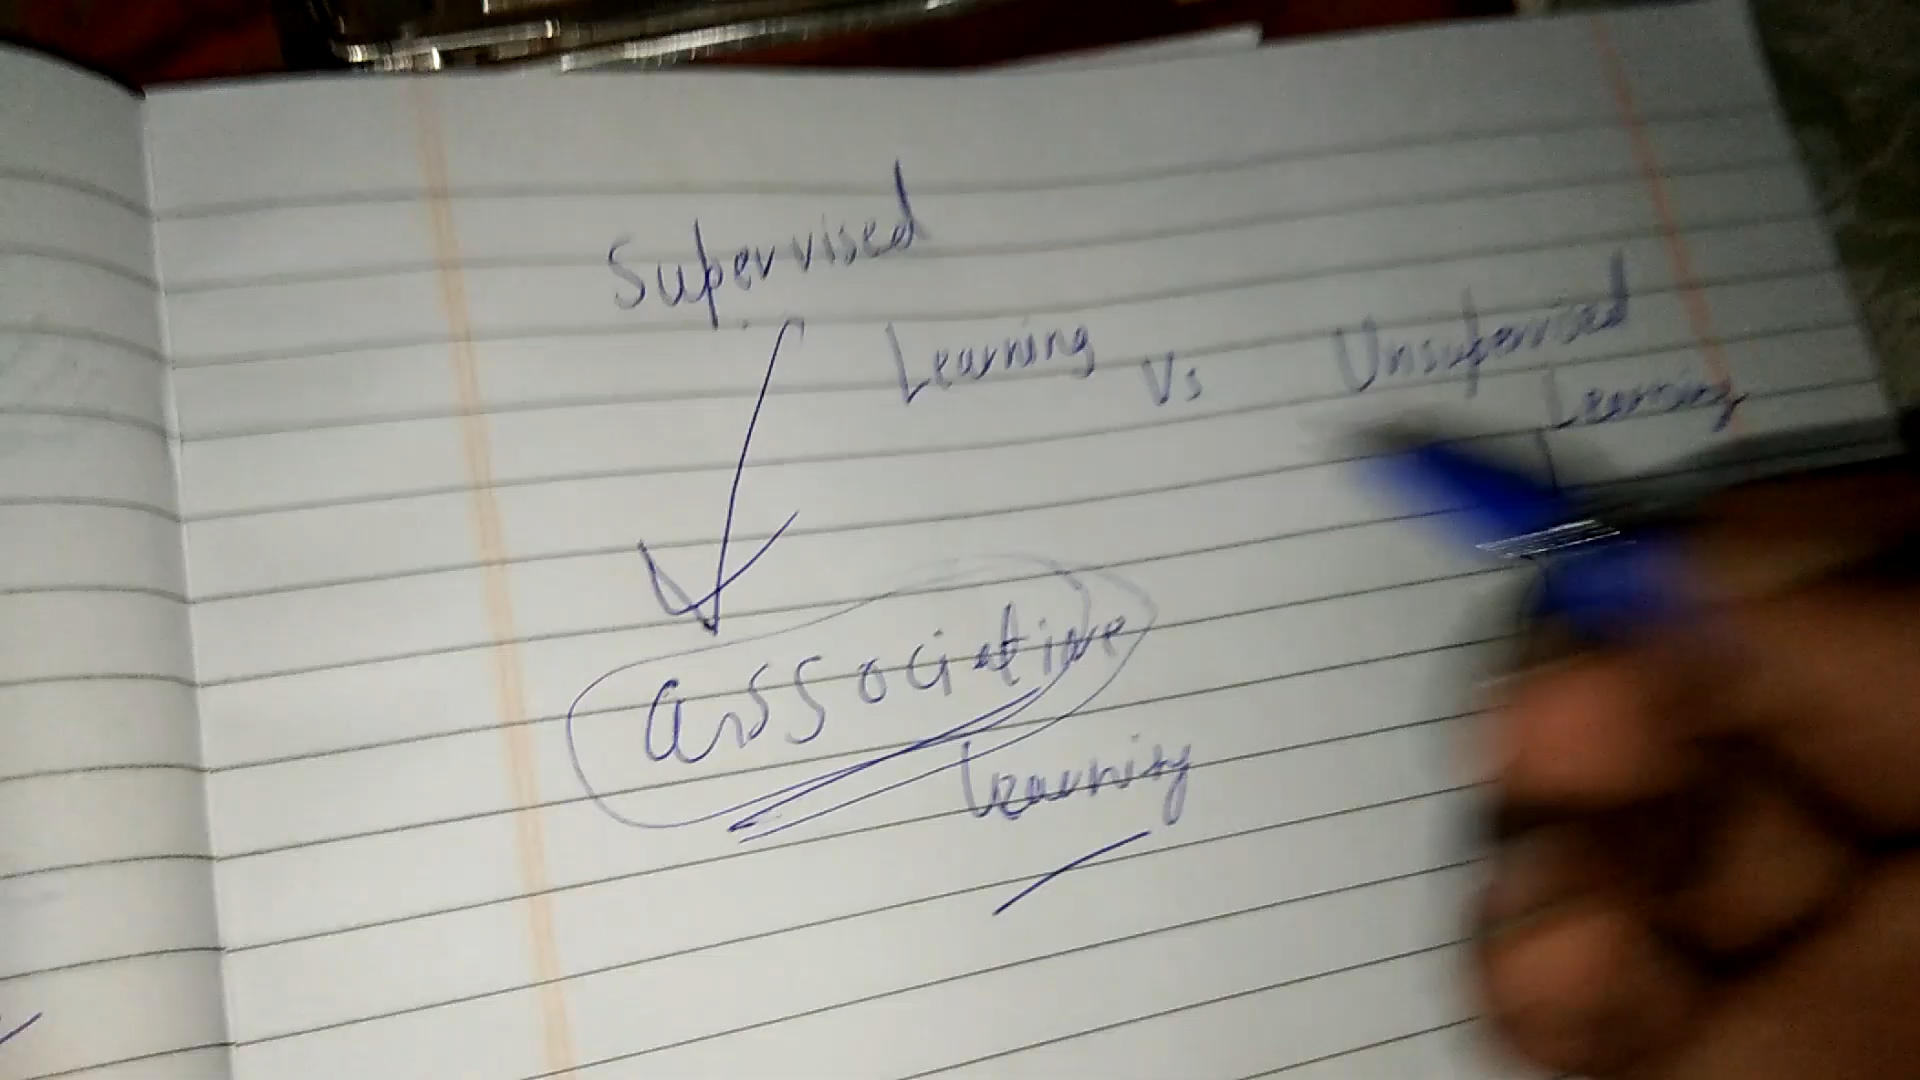 Supervised
Learning Vs Unsupervised
Learning
associative
learning